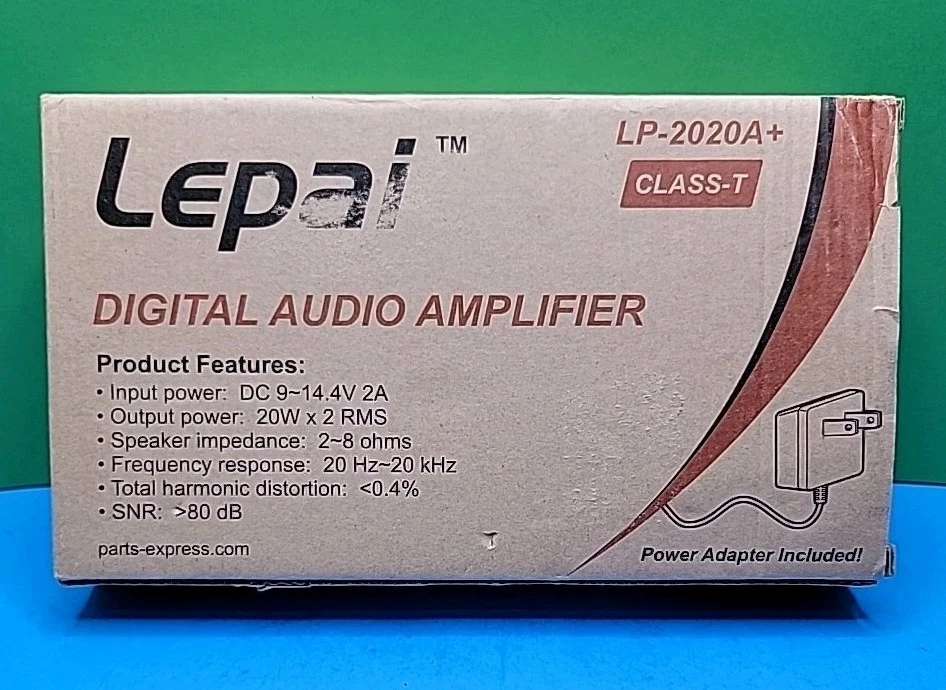 Lepai™
LP-2020A+
CLASS-T
DIGITAL AUDIO AMPLIFIER
Product Features:
• Input power: DC 9~14.4V 2A
• Output power: 20W x 2 RMS
• Speaker impedance: 2~8 ohms
• Frequency response: 20 Hz~20 kHz
• Total harmonic distortion: <0.4%
• SNR: >80 dB
parts-express.com
Power Adapter Included!